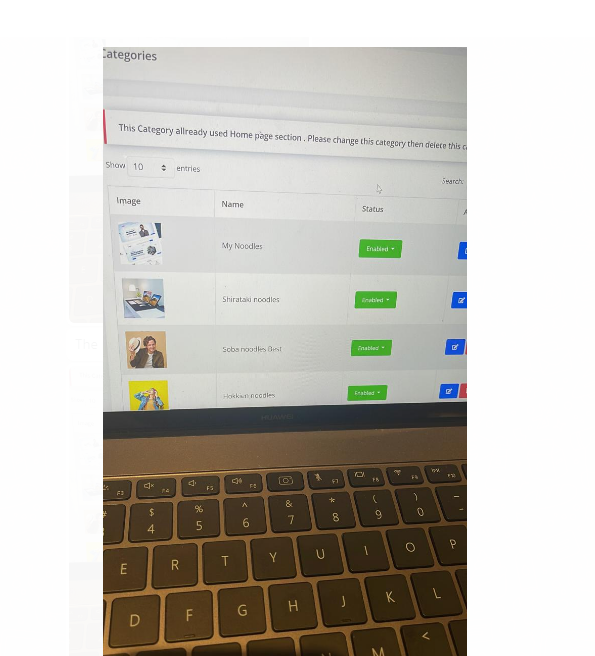 Categories
This Category allready used Home page section . Please change this category then delete this
Show 10 entries
Search:
Image Name Status
My Noodles Enabled
Shirataki noodles Enabled
Soba noodles Best Enabled
Hokkien noodles Enabled
F3 F4 F5 F6 F7 F8 F9 F10
$ % ^ & * ( ) _
4 5 6 7 8 9 0 -
E R T Y U I O P
D F G H J K L
M <